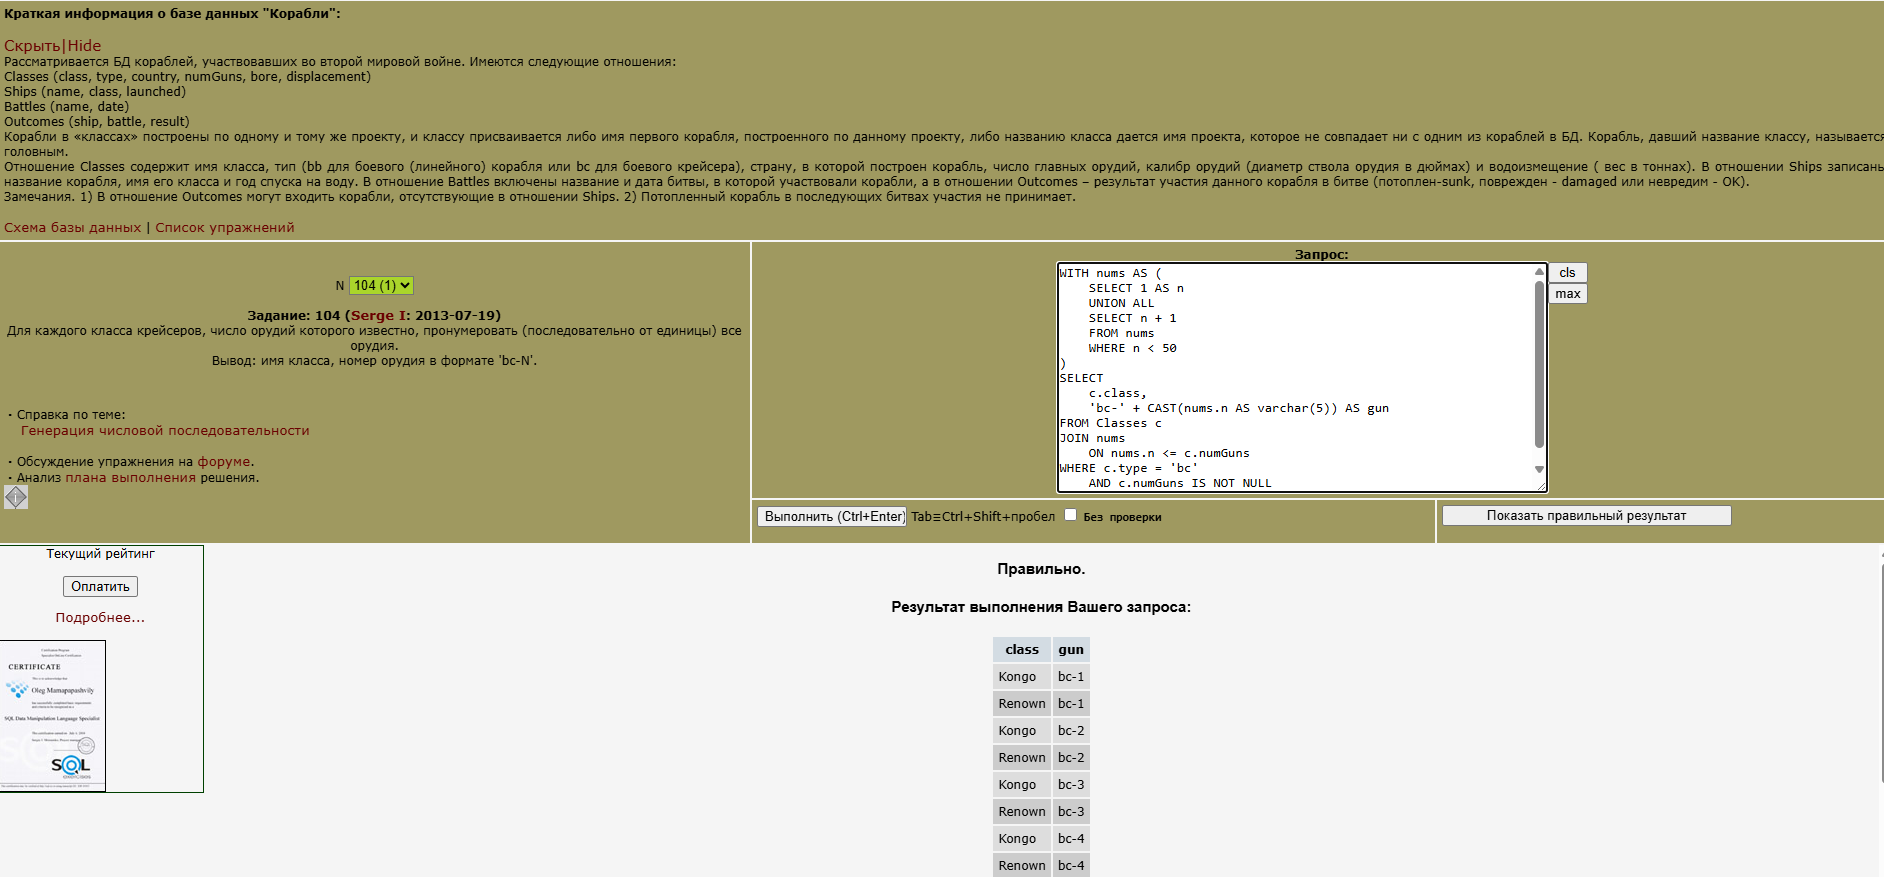 Краткая информация о базе данных "Корабли":
Скрыть|Hide
Рассматривается БД кораблей, участвовавших во второй мировой войне. Имеются следующие отношения:
Classes (class, type, country, numGuns, bore, displacement)
Ships (name, class, launched)
Battles (name, date)
Outcomes (ship, battle, result)
Корабли в «классах» построены по одному и тому же проекту, и классу присваивается либо имя первого корабля, построенного по данному проекту, либо названию класса дается имя проекта, которое не совпадает ни с одним из кораблей в БД. Корабль, давший название классу, называется
головным.
Отношение Classes содержит имя класса, тип (bb для боевого (линейного) корабля или bc для боевого крейсера), страну, в которой построен корабль, число главных орудий, калибр орудий (диаметр ствола орудия в дюймах) и водоизмещение ( вес в тоннах). В отношении Ships записаны
название корабля, имя его класса и год спуска на воду. В отношение Battles включены название и дата битвы, в которой участвовали корабли, а в отношении Outcomes – результат участия данного корабля в битве (потоплен-sunk, поврежден - damaged или невредим - OK).
Замечания. 1) В отношение Outcomes могут входить корабли, отсутствующие в отношении Ships. 2) Потопленный корабль в последующих битвах участия не принимает.
Схема базы данных | Список упражнений
N 104 (1)
Задание: 104 (Serge I: 2013-07-19)
Для каждого класса крейсеров, число орудий которого известно, пронумеровать (последовательно от единицы) все
орудия.
Вывод: имя класса, номер орудия в формате 'bc-N'.
· Справка по теме:
Генерация числовой последовательности
· Обсуждение упражнения на форуме.
· Анализ плана выполнения решения.
Запрос:
WITH nums AS (
SELECT 1 AS n
UNION ALL
SELECT n + 1
FROM nums
WHERE n < 50
)
SELECT
c.class,
'bc-' + CAST(nums.n AS varchar(5)) AS gun
FROM Classes c
JOIN nums
ON nums.n <= c.numGuns
WHERE c.type = 'bc'
AND c.numGuns IS NOT NULL
cls
max
Выполнить (Ctrl+Enter) Tab≡Ctrl+Shift+пробел Без проверки
Показать правильный результат
Текущий рейтинг
Оплатить
Подробнее...
CERTIFICATE
Oleg Mamapapashvily
SQL Data Manipulation Language Specialist
SQL
Правильно.
Результат выполнения Вашего запроса:
class gun
Kongo bc-1
Renown bc-1
Kongo bc-2
Renown bc-2
Kongo bc-3
Renown bc-3
Kongo bc-4
Renown bc-4